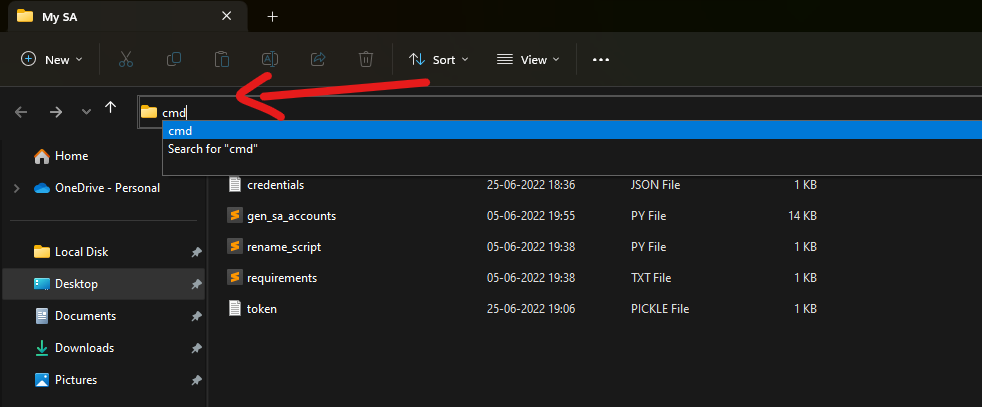 My SA
New
Sort
View
cmd
cmd
Search for "cmd"
Home
OneDrive - Personal
Local Disk
Desktop
Documents
Downloads
Pictures
credentials 25-06-2022 18:36 JSON File 1 KB
gen_sa_accounts 05-06-2022 19:55 PY File 14 KB
rename_script 05-06-2022 19:38 PY File 1 KB
requirements 05-06-2022 19:38 TXT File 1 KB
token 25-06-2022 19:06 PICKLE File 1 KB